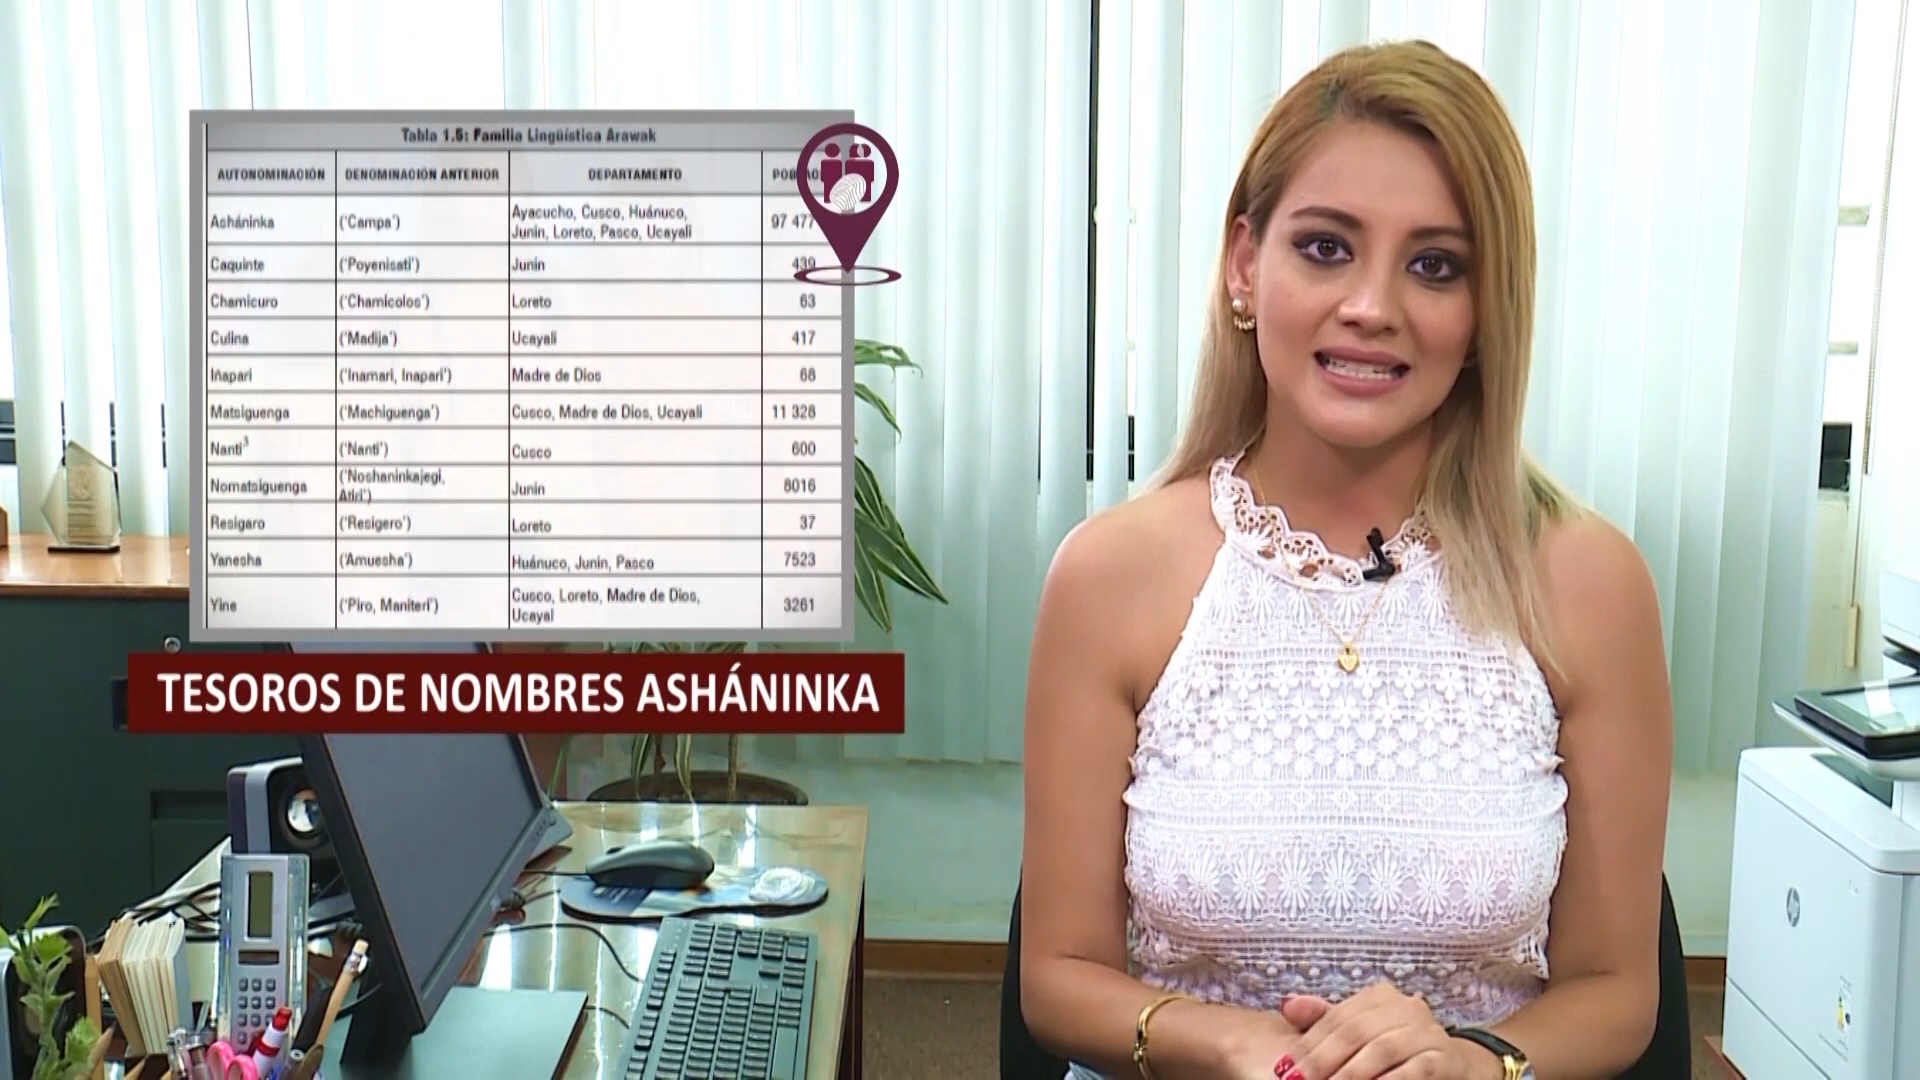 Tabla 1.5: Familia Lingüística Arawak
AUTONOMINACIÓN DENOMINACIÓN ANTERIOR DEPARTAMENTO
Asháninka ('Campa') Ayacucho, Cusco, Huánuco, 97 477
Junín, Loreto, Pasco, Ucayali
Caquinte ('Poyenisati') Junín 439
Chamicuro ('Chamicolos') Loreto 63
Culina ('Madija') Ucayali 417
Iñapari ('Inamari, Inapari') Madre de Dios 68
Matsiguenga ('Machiguenga') Cusco, Madre de Dios, Ucayali 11 328
Nanti3 ('Nanti') Cusco 600
Nomatsiguenga ('Noshaninkajegi, Junín 8016
Atiri')
Resigaro ('Resigero') Loreto 37
Yanesha ('Amuesha') Huánuco, Junín, Pasco 7523
Yine ('Piro, Maniteri') Cusco, Loreto, Madre de Dios, 3261
Ucayal
TESOROS DE NOMBRES ASHÁNINKA
hp